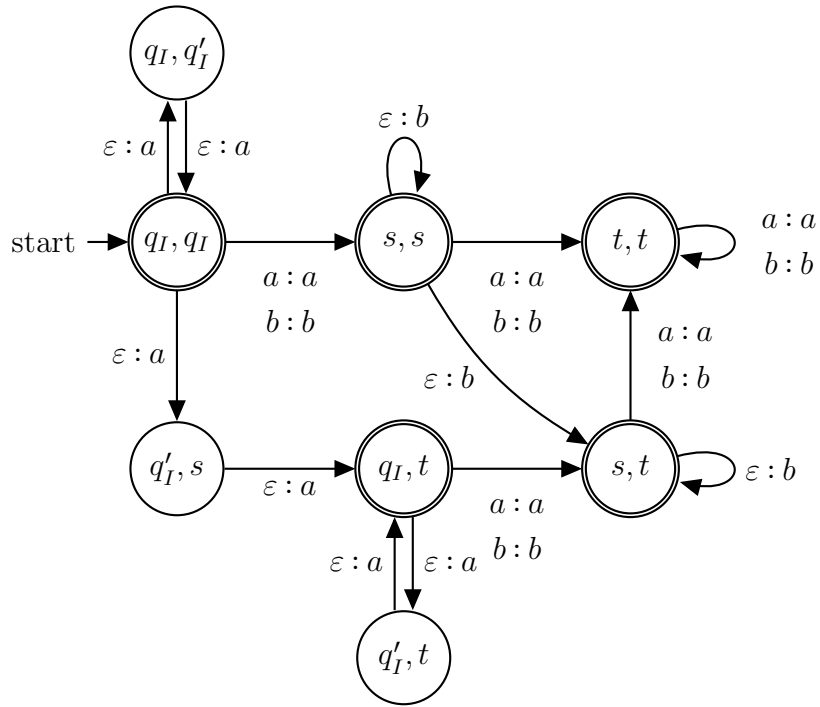 q_I, q′_I
ε : b
ε : a
ε : a
start
q_I, q_I
s, s
t, t
a : a
b : b
a : a
b : b
a : a
b : b
ε : a
ε : b
a : a
b : b
q′_I, s
ε : a
q_I, t
s, t
ε : b
a : a
b : b
ε : a
ε : a
q′_I, t